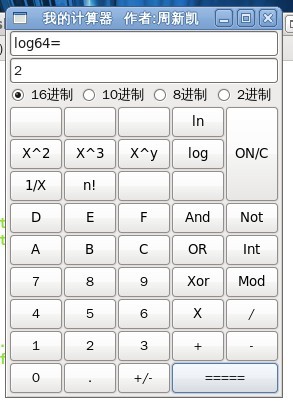 我的计算器 作者:周新凯
log64=
2
16进制 10进制 8进制 2进制
ln
X^2 X^3 X^y log ON/C
1/X n!
D E F And Not
A B C OR Int
7 8 9 Xor Mod
4 5 6 X /
1 2 3 + -
0 . +/- =====